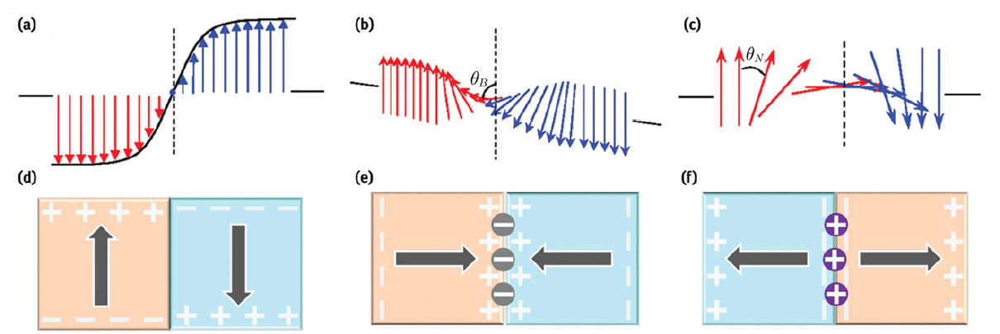 (a)
(b)
(c)
θ_B
θ_N
(d)
(e)
(f)
+ + + +
− − − −
− − − −
+ + + +